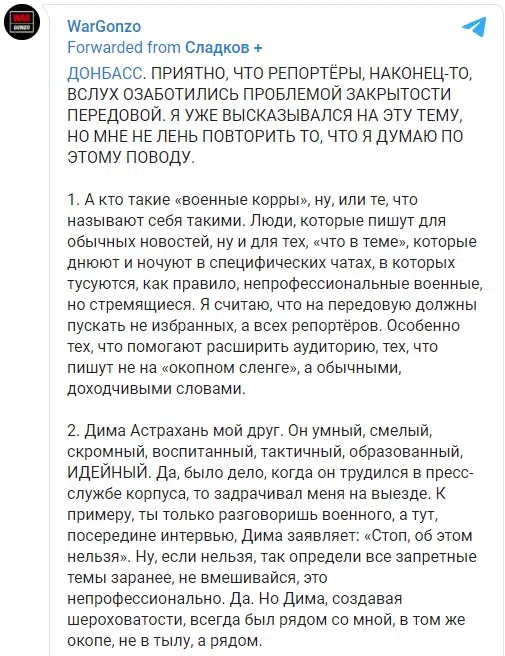 WAR
GONZO
WarGonzo
Forwarded from Сладков +
ДОНБАСС. ПРИЯТНО, ЧТО РЕПОРТЁРЫ, НАКОНЕЦ-ТО,
ВСЛУХ ОЗАБОТИЛИСЬ ПРОБЛЕМОЙ ЗАКРЫТОСТИ
ПЕРЕДОВОЙ. Я УЖЕ ВЫСКАЗЫВАЛСЯ НА ЭТУ ТЕМУ,
НО МНЕ НЕ ЛЕНЬ ПОВТОРИТЬ ТО, ЧТО Я ДУМАЮ ПО
ЭТОМУ ПОВОДУ.
1. А кто такие «военные корры», ну, или те, что
называют себя такими. Люди, которые пишут для
обычных новостей, ну и для тех, «что в теме», которые
днюют и ночуют в специфических чатах, в которых
тусуются, как правило, непрофессиональные военные,
но стремящиеся. Я считаю, что на передовую должны
пускать не избранных, а всех репортёров. Особенно
тех, что помогают расширить аудиторию, тех, что
пишут не на «окопном сленге», а обычными,
доходчивыми словами.
2. Дима Астрахань мой друг. Он умный, смелый,
скромный, воспитанный, тактичный, образованный,
ИДЕЙНЫЙ. Да, было дело, когда он трудился в пресс-
службе корпуса, то задрачивал меня на выезде. К
примеру, ты только разговоришь военного, а тут,
посередине интервью, Дима заявляет: «Стоп, об этом
нельзя». Ну, если нельзя, так определи все запретные
темы заранее, не вмешивайся, это
непрофессионально. Да. Но Дима, создавая
шероховатости, всегда был рядом со мной, в том же
окопе, не в тылу, а рядом.